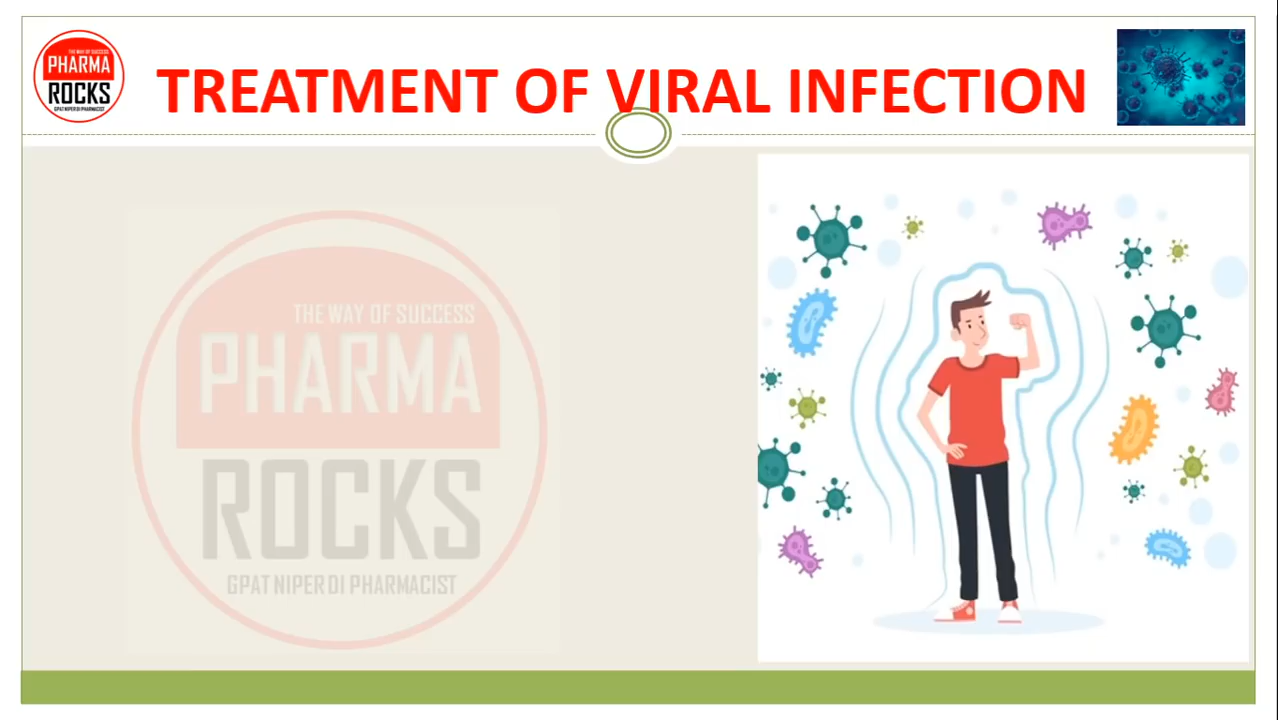 THE WAY OF SUCCESS
PHARMA
ROCKS
GPAT NIPER DI PHARMACIST
TREATMENT OF VIRAL INFECTION
THE WAY OF SUCCESS
PHARMA
ROCKS
GPAT NIPER DI PHARMACIST